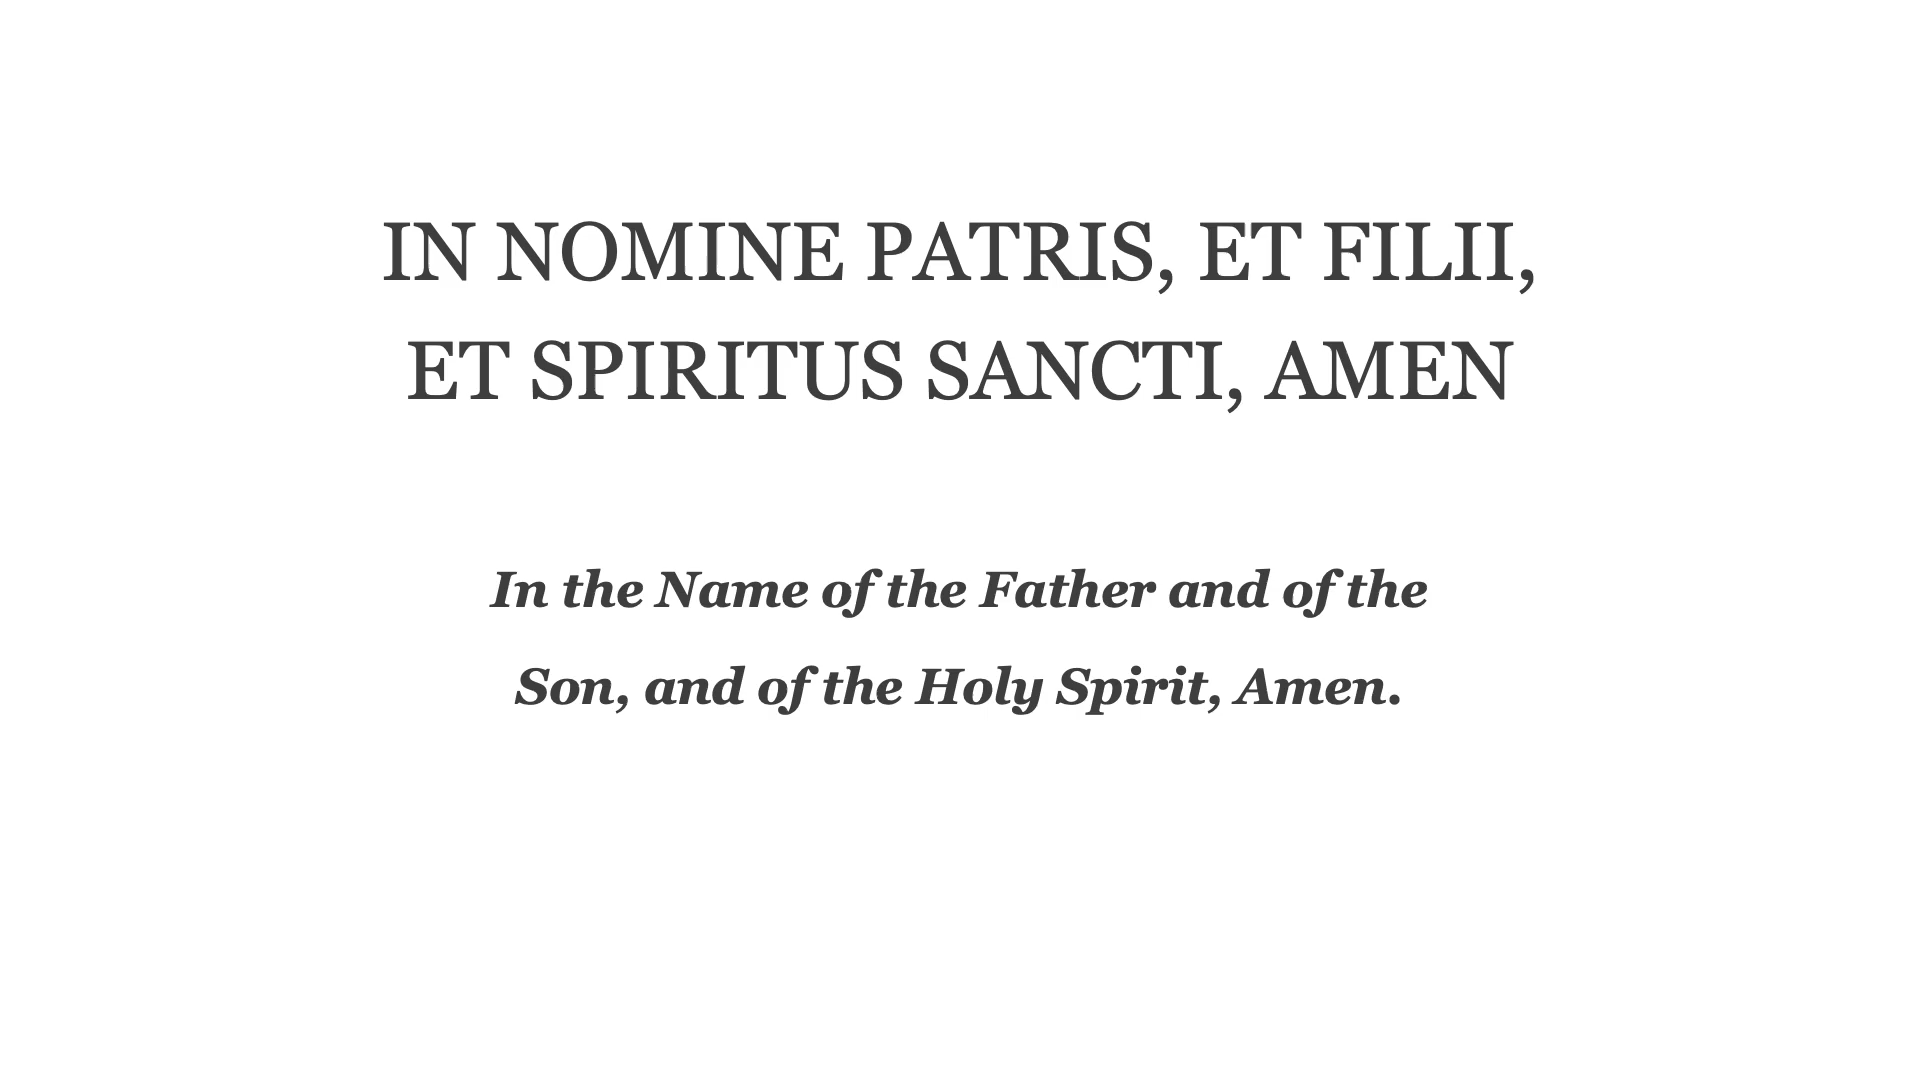 IN NOMINE PATRIS, ET FILII,
ET SPIRITUS SANCTI, AMEN
In the Name of the Father and of the
Son, and of the Holy Spirit, Amen.